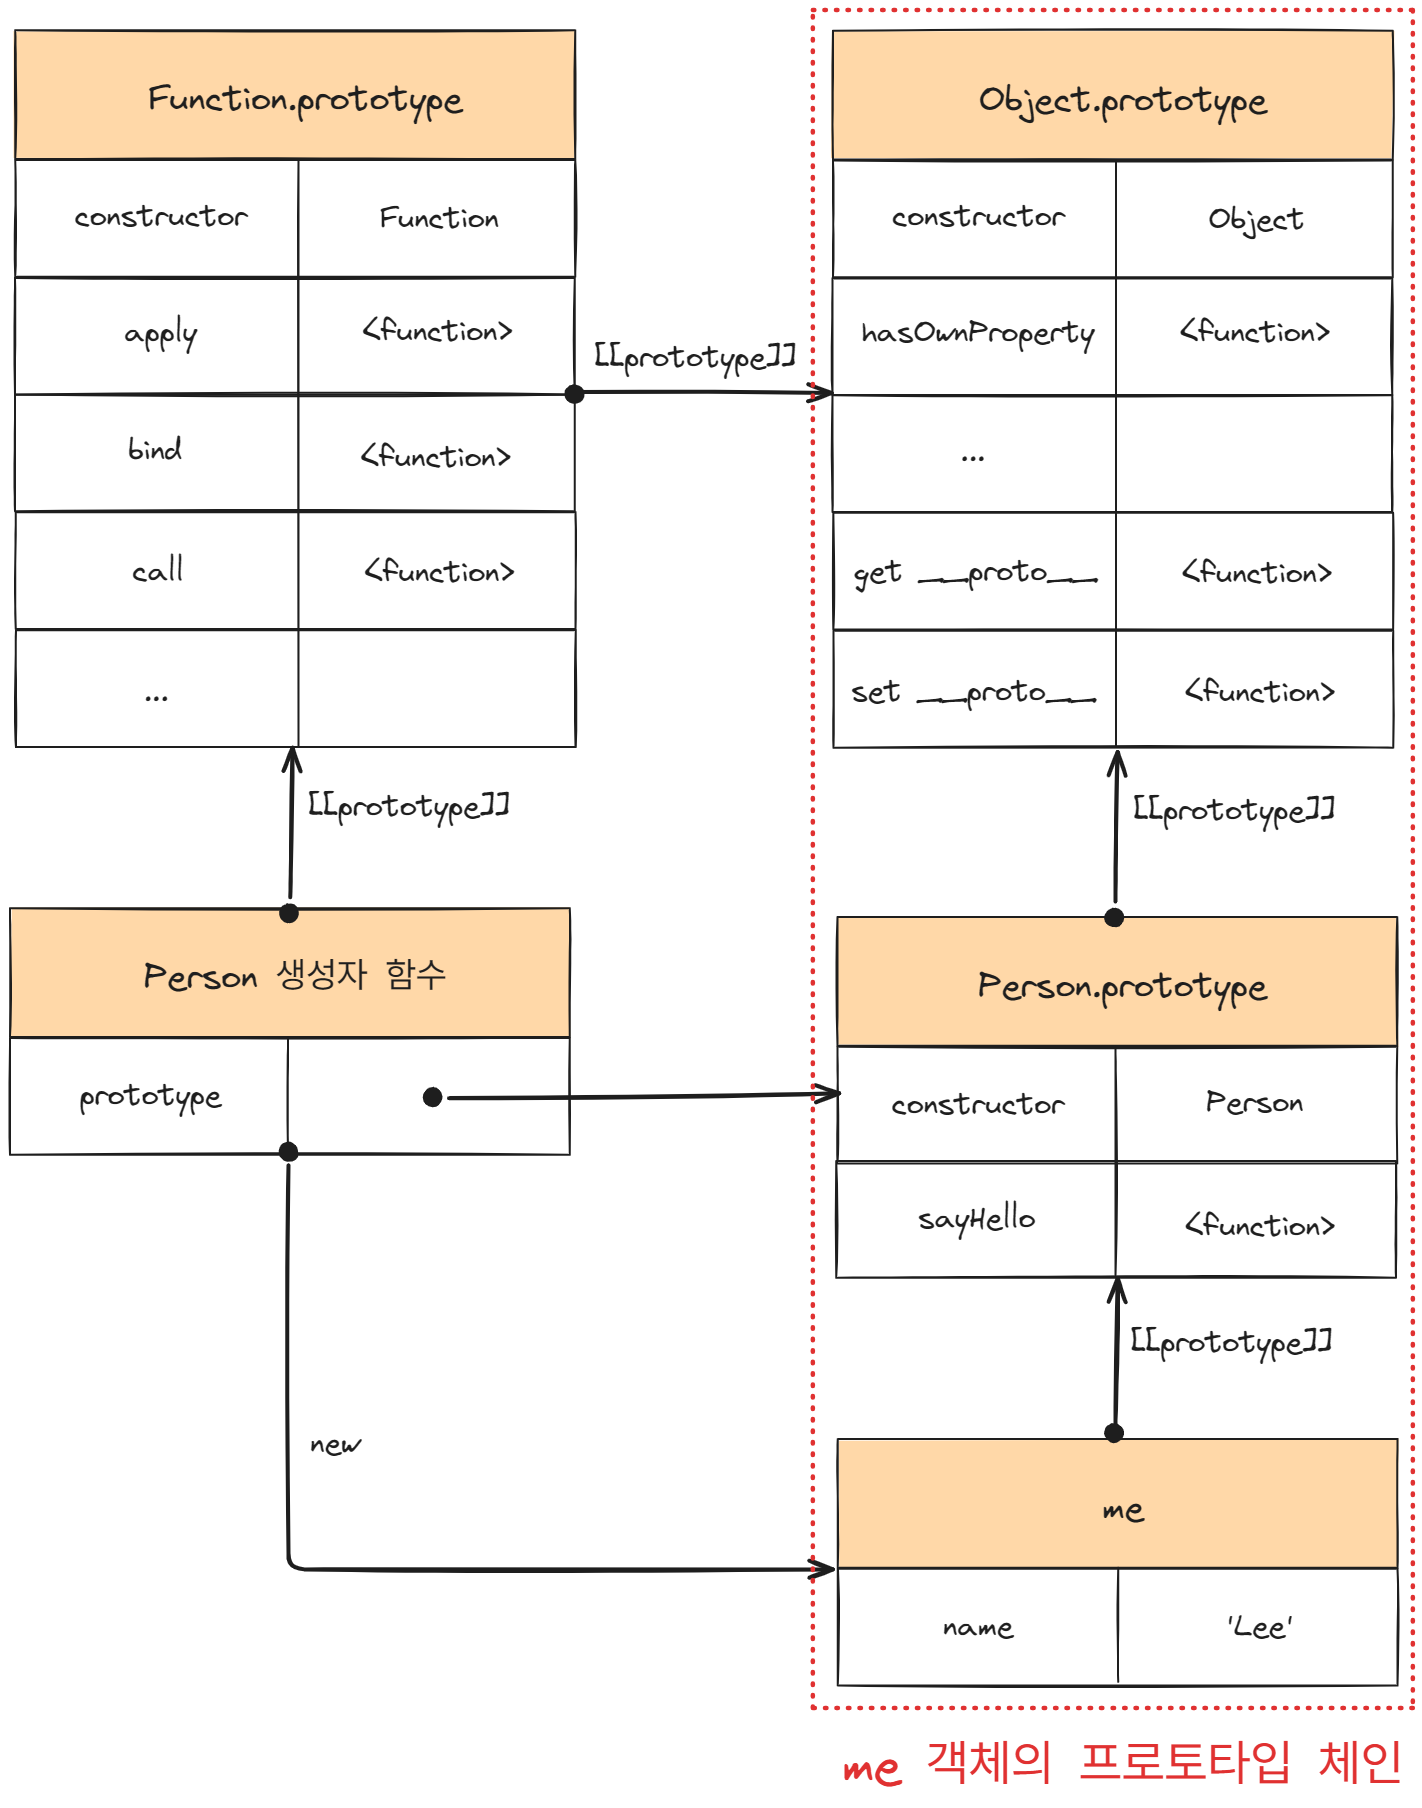 Function.prototype
constructor Function
apply <function>
bind <function>
call <function>
...
[[prototype]]
Object.prototype
constructor Object
hasOwnProperty <function>
...
get __proto__ <function>
set __proto__ <function>
[[prototype]]
[[prototype]]
Person 생성자 함수
prototype
Person.prototype
constructor Person
sayHello <function>
[[prototype]]
new
me
name 'Lee'
me 객체의 프로토타입 체인